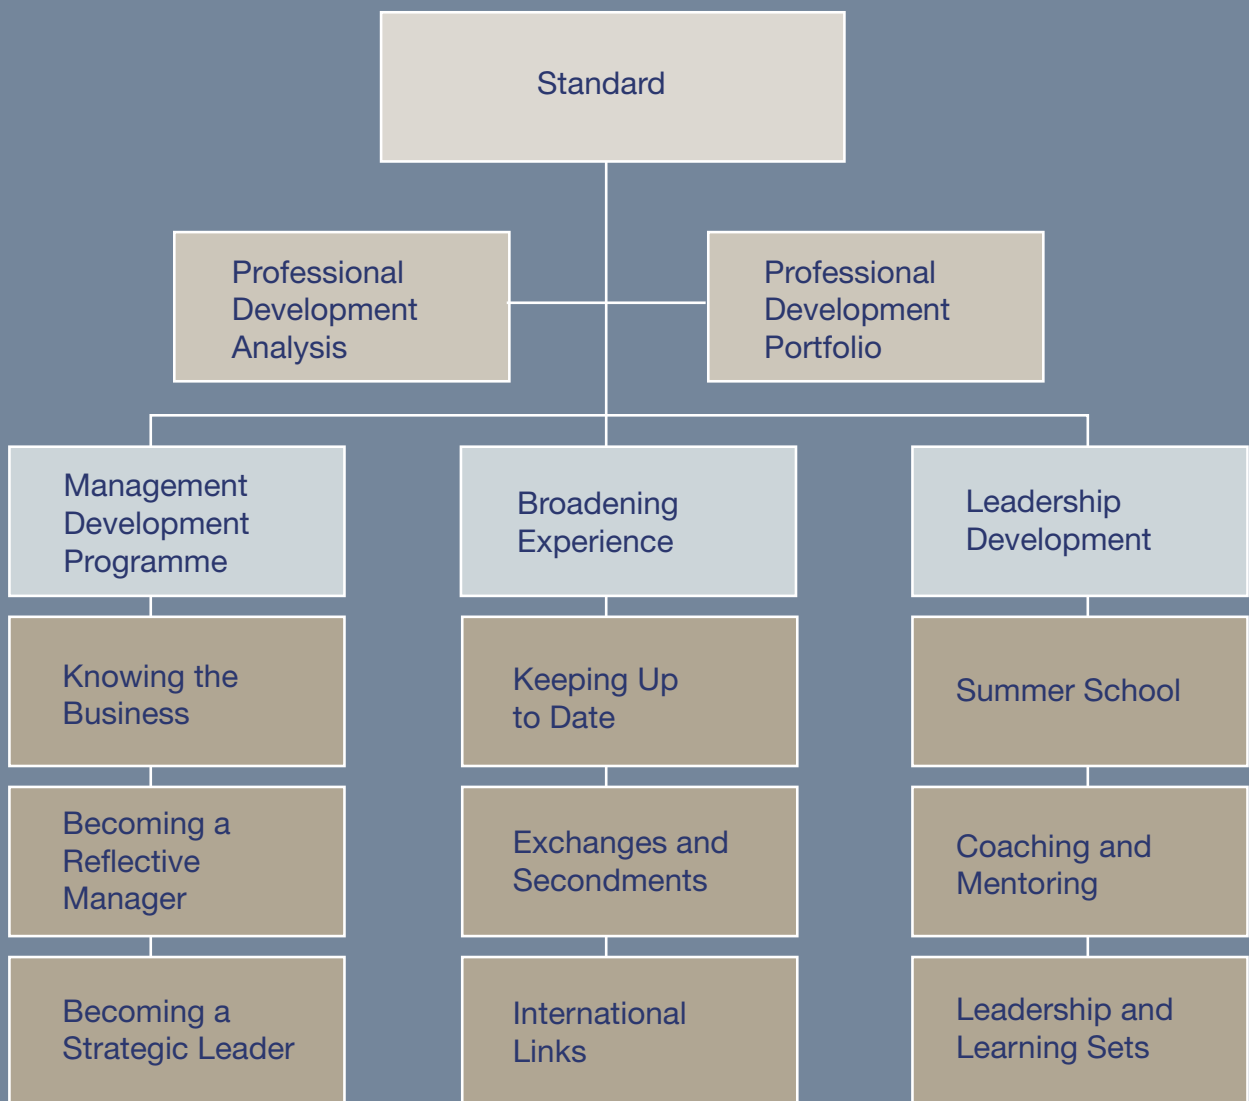 Standard
Professional
Development
Analysis
Professional
Development
Portfolio
Management
Development
Programme
Broadening
Experience
Leadership
Development
Knowing the
Business
Keeping Up
to Date
Summer School
Becoming a
Reflective
Manager
Exchanges and
Secondments
Coaching and
Mentoring
Becoming a
Strategic Leader
International
Links
Leadership and
Learning Sets